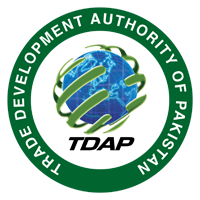 TRADE DEVELOPMENT AUTHORITY OF PAKISTAN
TDAP